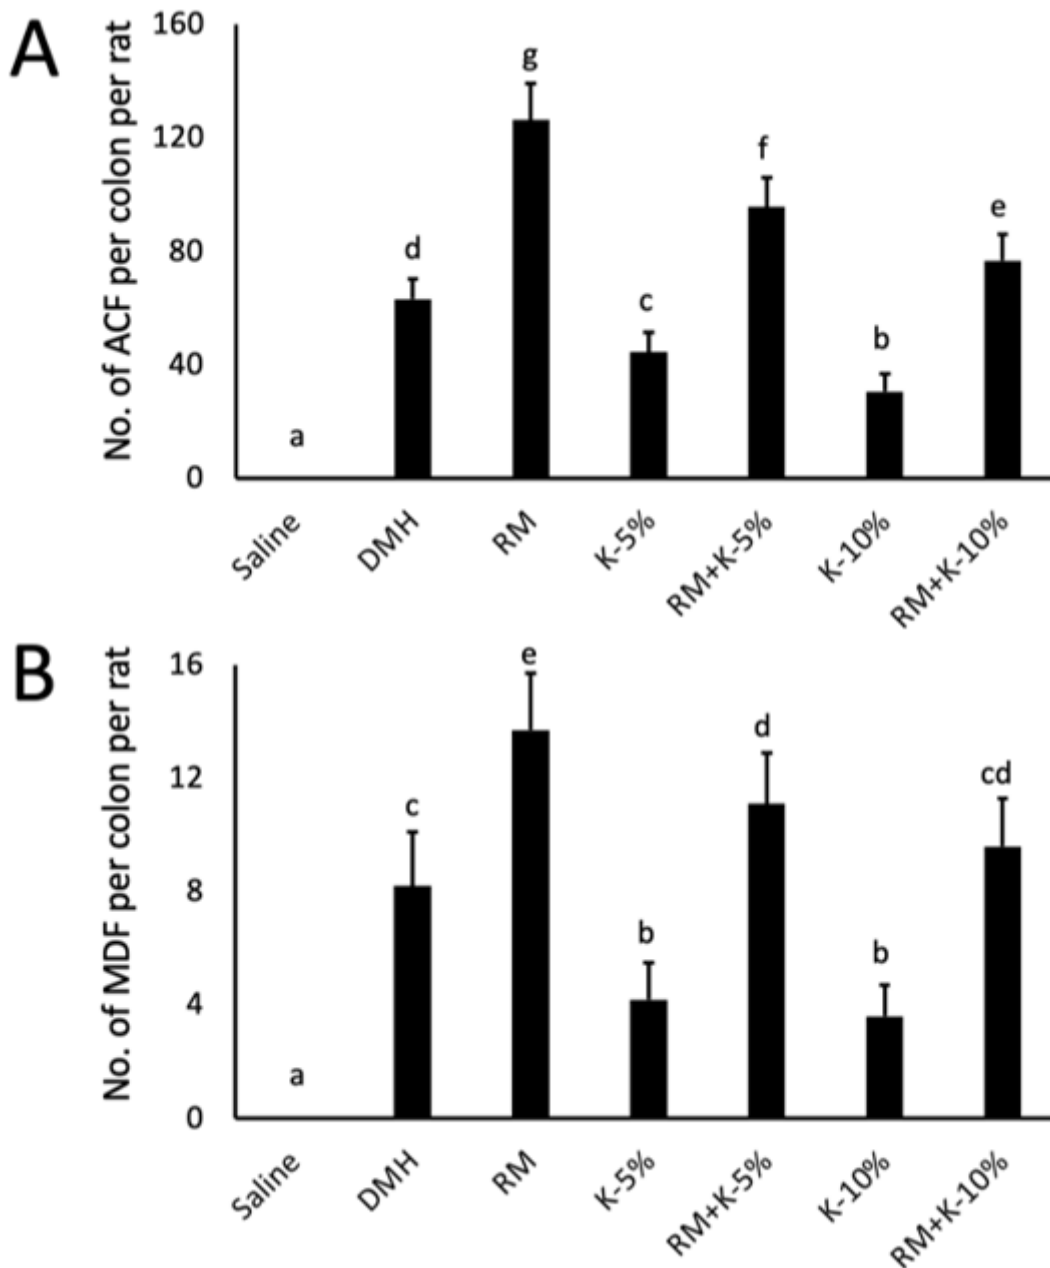 A
No. of ACF per colon per rat
160
120
80
40
0
a
d
g
c
f
b
e
Saline
DMH
RM
K-5%
RM+K-5%
K-10%
RM+K-10%
B
No. of MDF per colon per rat
16
12
8
4
0
a
c
e
b
d
b
cd
Saline
DMH
RM
K-5%
RM+K-5%
K-10%
RM+K-10%